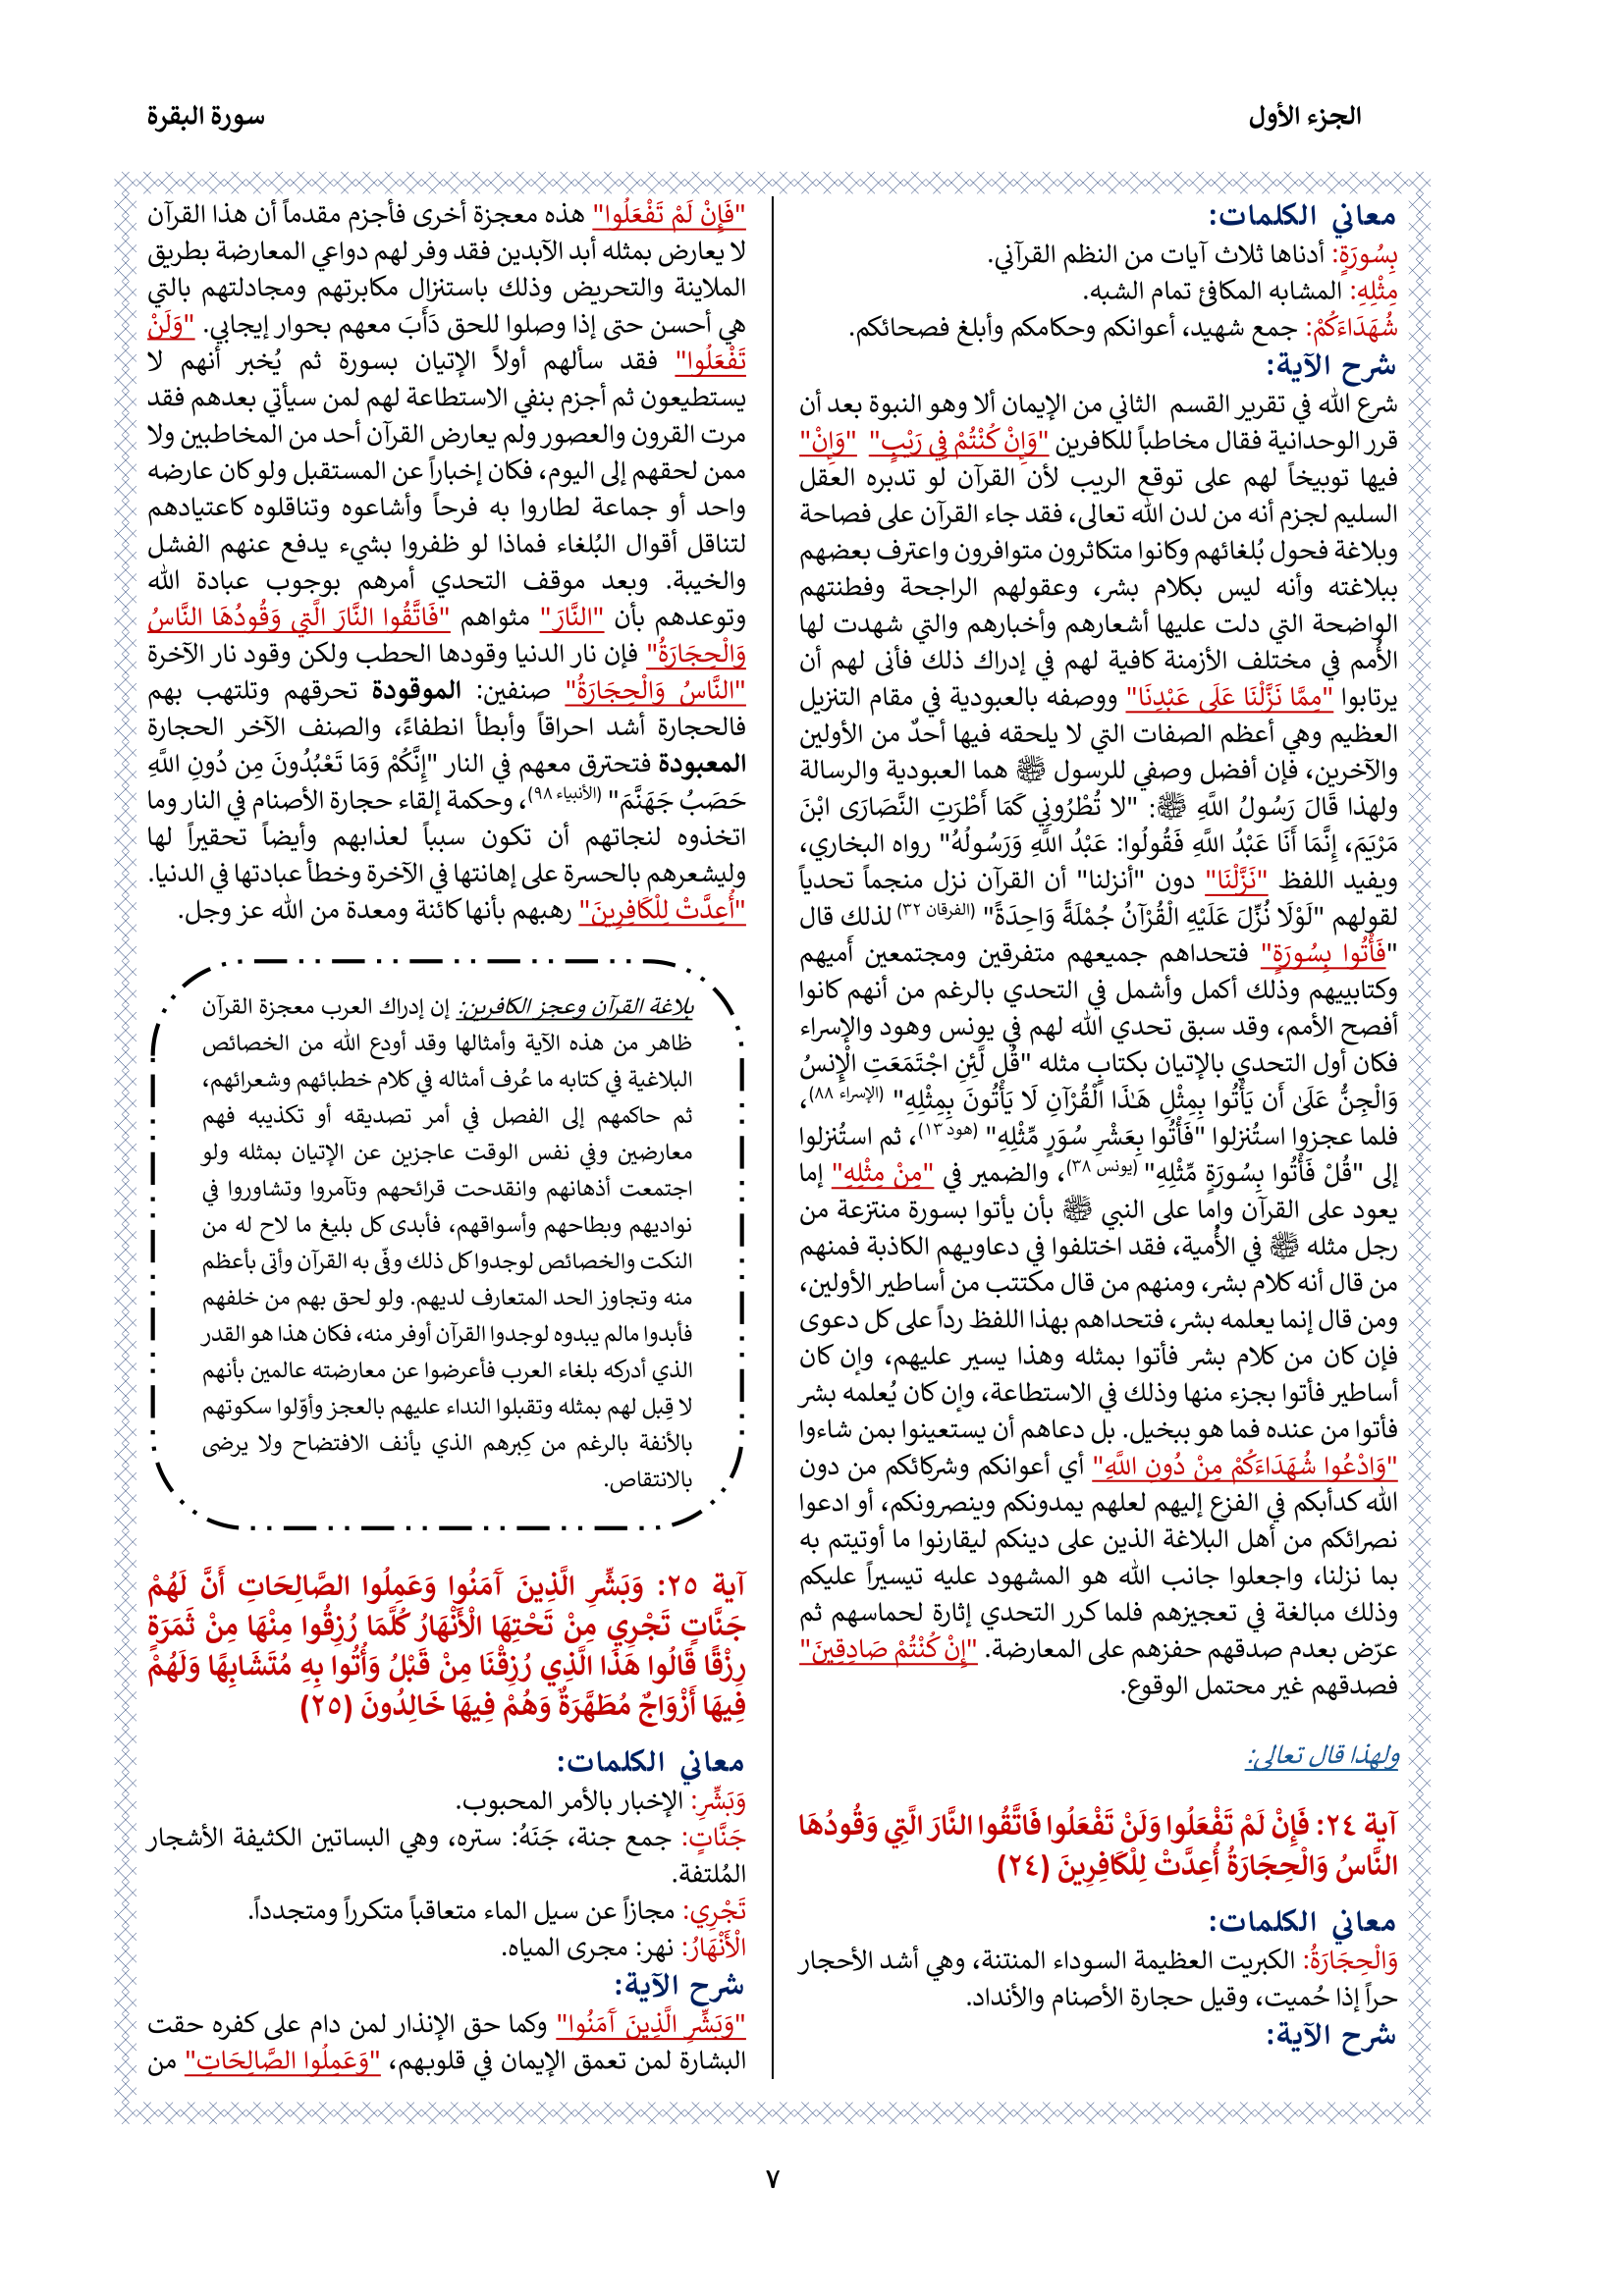 الجزء الأول
سورة البقرة
معاني الكلمات:
بِسُورَةٍ: أدناها ثلاث آيات من النظم القرآني.
مِثْلِهِ: المشابه المكافئ تمام الشبه.
شُهَدَاءَكُمْ: جمع شهيد، أعوانكم وحكامكم وأبلغ فصحائكم.
شرح الآية:
شرع الله في تقرير القسم الثاني من الإيمان ألا وهو النبوة بعد أن
قرر الوحدانية فقال مخاطباً للكافرين "وَإِنْ كُنْتُمْ فِي رَيْبٍ" "وَإِنْ"
فيها توبيخاً لهم على توقع الريب لأن القرآن لو تدبره العقل
السليم لجزم أنه من لدن الله تعالى، فقد جاء القرآن على فصاحة
وبلاغة فحول بُلغائهم وكانوا متكاثرون متوافرون واعترف بعضهم
ببلاغته وأنه ليس بكلام بشر، وعقولهم الراجحة وفطنتهم
الواضحة التي دلت عليها أشعارهم وأخبارهم والتي شهدت لها
الأُمم في مختلف الأزمنة كافية لهم في إدراك ذلك فأنى لهم أن
يرتابوا "مِمَّا نَزَّلْنَا عَلَى عَبْدِنَا" ووصفه بالعبودية في مقام التنزيل
العظيم وهي أعظم الصفات التي لا يلحقه فيها أحدٌ من الأولين
والآخرين، فإن أفضل وصفي للرسول ﷺ هما العبودية والرسالة
ولهذا قَالَ رَسُولُ اللَّهِ ﷺ: "لا تُطْرُونِي كَمَا أَطْرَتِ النَّصَارَى ابْنَ
مَرْيَمَ، إِنَّمَا أَنَا عَبْدُ اللَّهِ فَقُولُوا: عَبْدُ اللَّهِ وَرَسُولُهُ" رواه البخاري،
ويفيد اللفظ "نَزَّلْنَا" دون "أنزلنا" أن القرآن نزل منجماً تحدياً
لقولهم "لَوْلَا نُزِّلَ عَلَيْهِ الْقُرْآنُ جُمْلَةً وَاحِدَةً" (الفرقان ٣٢) لذلك قال
"فَأْتُوا بِسُورَةٍ" فتحداهم جميعهم متفرقين ومجتمعين أميهم
وكتابييهم وذلك أكمل وأشمل في التحدي بالرغم من أنهم كانوا
أفصح الأمم، وقد سبق تحدي الله لهم في يونس وهود والإسراء
فكان أول التحدي بالإتيان بكتابٍ مثله "قُل لَّئِنِ اجْتَمَعَتِ الْإِنسُ
وَالْجِنُّ عَلَىٰ أَن يَأْتُوا بِمِثْلِ هَٰذَا الْقُرْآنِ لَا يَأْتُونَ بِمِثْلِهِ" (الإسراء ٨٨)،
فلما عجزوا استُنزلوا "فَأْتُوا بِعَشْرِ سُوَرٍ مِّثْلِهِ" (هود ١٣)، ثم استُنزلوا
إلى "قُلْ فَأْتُوا بِسُورَةٍ مِّثْلِهِ" (يونس ٣٨)، والضمير في "مِنْ مِثْلِهِ" إما
يعود على القرآن واما على النبي ﷺ بأن يأتوا بسورة منتزعة من
رجل مثله ﷺ في الأُمية، فقد اختلفوا في دعاويهم الكاذبة فمنهم
من قال أنه كلام بشر، ومنهم من قال مكتتب من أساطير الأولين،
ومن قال إنما يعلمه بشر، فتحداهم بهذا اللفظ رداً على كل دعوى
فإن كان من كلام بشر فأتوا بمثله وهذا يسير عليهم، وإن كان
أساطير فأتوا بجزء منها وذلك في الاستطاعة، وإن كان يُعلمه بشر
فأتوا من عنده فما هو ببخيل. بل دعاهم أن يستعينوا بمن شاءوا
"وَادْعُوا شُهَدَاءَكُمْ مِنْ دُونِ اللَّهِ" أي أعوانكم وشركائكم من دون
الله كدأبكم في الفزع إليهم لعلهم يمدونكم وينصرونكم، أو ادعوا
نصرائكم من أهل البلاغة الذين على دينكم ليقارنوا ما أوتيتم به
بما نزلنا، واجعلوا جانب الله هو المشهود عليه تيسيراً عليكم
وذلك مبالغة في تعجيزهم فلما كرر التحدي إثارة لحماسهم ثم
عرّض بعدم صدقهم حفزهم على المعارضة. "إِنْ كُنْتُمْ صَادِقِينَ"
فصدقهم غير محتمل الوقوع.
ولهذا قال تعالى:
آية ٢٤: فَإِنْ لَمْ تَفْعَلُوا وَلَنْ تَفْعَلُوا فَاتَّقُوا النَّارَ الَّتِي وَقُودُهَا
النَّاسُ وَالْحِجَارَةُ أُعِدَّتْ لِلْكَافِرِينَ (٢٤)
معاني الكلمات:
وَالْحِجَارَةُ: الكبريت العظيمة السوداء المنتنة، وهي أشد الأحجار
حراً إذا حُميت، وقيل حجارة الأصنام والأنداد.
شرح الآية:
"فَإِنْ لَمْ تَفْعَلُوا" هذه معجزة أخرى فأجزم مقدماً أن هذا القرآن
لا يعارض بمثله أبد الآبدين فقد وفر لهم دواعي المعارضة بطريق
الملاينة والتحريض وذلك باستنزال مكابرتهم ومجادلتهم بالتي
هي أحسن حتى إذا وصلوا للحق دَأَبَ معهم بحوار إيجابي. "وَلَنْ
تَفْعَلُوا" فقد سألهم أولاً الإتيان بسورة ثم يُخبر أنهم لا
يستطيعون ثم أجزم بنفي الاستطاعة لهم لمن سيأتي بعدهم فقد
مرت القرون والعصور ولم يعارض القرآن أحد من المخاطبين ولا
ممن لحقهم إلى اليوم، فكان إخباراً عن المستقبل ولو كان عارضه
واحد أو جماعة لطاروا به فرحاً وأشاعوه وتناقلوه كاعتيادهم
لتناقل أقوال البُلغاء فماذا لو ظفروا بشيء يدفع عنهم الفشل
والخيبة. وبعد موقف التحدي أمرهم بوجوب عبادة الله
وتوعدهم بأن "النَّارَ" مثواهم "فَاتَّقُوا النَّارَ الَّتِي وَقُودُهَا النَّاسُ
وَالْحِجَارَةُ" فإن نار الدنيا وقودها الحطب ولكن وقود نار الآخرة
"النَّاسُ وَالْحِجَارَةُ" صنفين: الموقودة تحرقهم وتلتهب بهم
فالحجارة أشد احراقاً وأبطأ انطفاءً، والصنف الآخر الحجارة
المعبودة فتحترق معهم في النار "إِنَّكُمْ وَمَا تَعْبُدُونَ مِن دُونِ اللَّهِ
حَصَبُ جَهَنَّمَ" (الأنبياء ٩٨)، وحكمة إلقاء حجارة الأصنام في النار وما
اتخذوه لنجاتهم أن تكون سبباً لعذابهم وأيضاً تحقيراً لها
وليشعرهم بالحسرة على إهانتها في الآخرة وخطأ عبادتها في الدنيا.
"أُعِدَّتْ لِلْكَافِرِينَ" رهبهم بأنها كائنة ومعدة من الله عز وجل.
بلاغة القرآن وعجز الكافرين: إن إدراك العرب معجزة القرآن
ظاهر من هذه الآية وأمثالها وقد أودع الله من الخصائص
البلاغية في كتابه ما عُرف أمثاله في كلام خطبائهم وشعرائهم،
ثم حاكمهم إلى الفصل في أمر تصديقه أو تكذيبه فهم
معارضين وفي نفس الوقت عاجزين عن الإتيان بمثله ولو
اجتمعت أذهانهم وانقدحت قرائحهم وتآمروا وتشاوروا في
نواديهم وبطاحهم وأسواقهم، فأبدى كل بليغ ما لاح له من
النكت والخصائص لوجدوا كل ذلك وفّى به القرآن وأتى بأعظم
منه وتجاوز الحد المتعارف لديهم. ولو لحق بهم من خلفهم
فأبدوا مالم يبدوه لوجدوا القرآن أوفر منه، فكان هذا هو القدر
الذي أدركه بلغاء العرب فأعرضوا عن معارضته عالمين بأنهم
لا قِبل لهم بمثله وتقبلوا النداء عليهم بالعجز وأوّلوا سكوتهم
بالأنفة بالرغم من كِبرهم الذي يأنف الافتضاح ولا يرضى
بالانتقاص.
آية ٢٥: وَبَشِّرِ الَّذِينَ آَمَنُوا وَعَمِلُوا الصَّالِحَاتِ أَنَّ لَهُمْ
جَنَّاتٍ تَجْرِي مِنْ تَحْتِهَا الْأَنْهَارُ كُلَّمَا رُزِقُوا مِنْهَا مِنْ ثَمَرَةٍ
رِزْقًا قَالُوا هَذَا الَّذِي رُزِقْنَا مِنْ قَبْلُ وَأُتُوا بِهِ مُتَشَابِهًا وَلَهُمْ
فِيهَا أَزْوَاجٌ مُطَهَّرَةٌ وَهُمْ فِيهَا خَالِدُونَ (٢٥)
معاني الكلمات:
وَبَشِّرِ: الإخبار بالأمر المحبوب.
جَنَّاتٍ: جمع جنة، جَنَهُ: ستره، وهي البساتين الكثيفة الأشجار
المُلتفة.
تَجْرِي: مجازاً عن سيل الماء متعاقباً متكرراً ومتجدداً.
الْأَنْهَارُ: نهر: مجرى المياه.
شرح الآية:
"وَبَشِّرِ الَّذِينَ آَمَنُوا" وكما حق الإنذار لمن دام على كفره حقت
البشارة لمن تعمق الإيمان في قلوبهم، "وَعَمِلُوا الصَّالِحَاتِ" من
٧